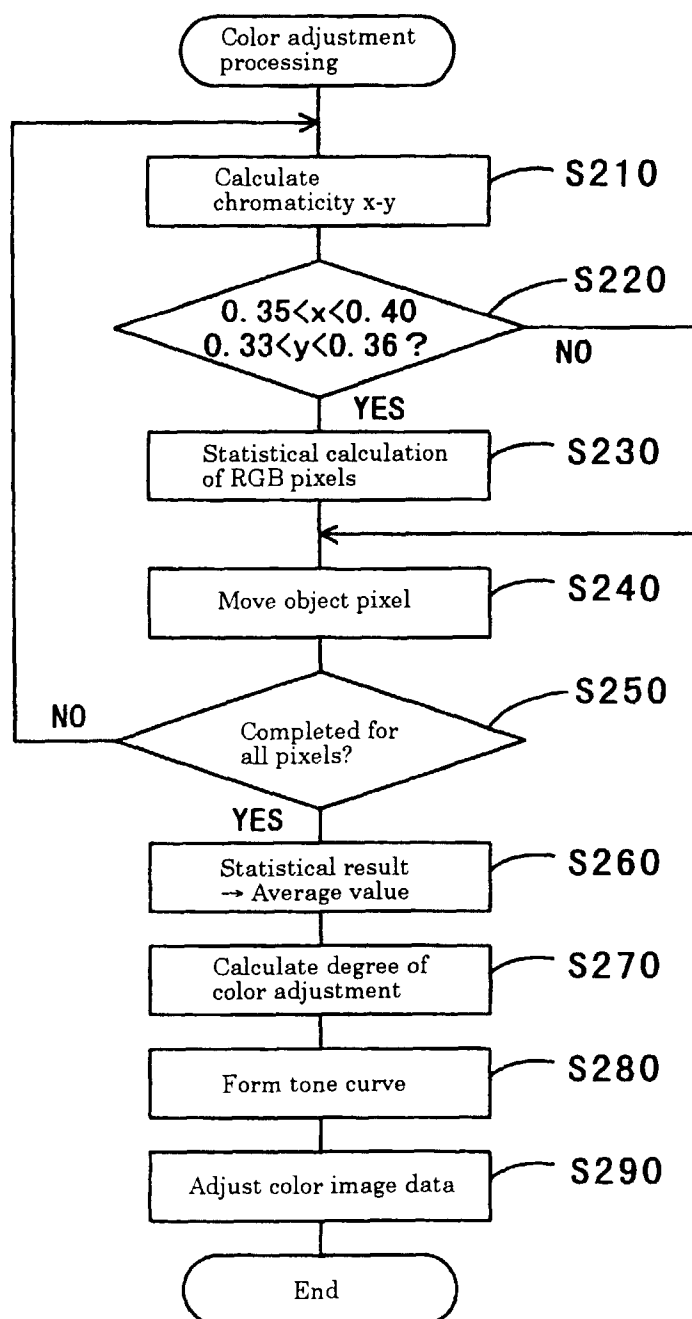 Color adjustment
processing
Calculate
chromaticity x-y
S210
0.35<x<0.40
0.33<y<0.36?
S220
NO
YES
Statistical calculation
of RGB pixels
S230
Move object pixel
S240
Completed for
all pixels?
S250
NO
YES
Statistical result
→ Average value
S260
Calculate degree of
color adjustment
S270
Form tone curve
S280
Adjust color image data
S290
End